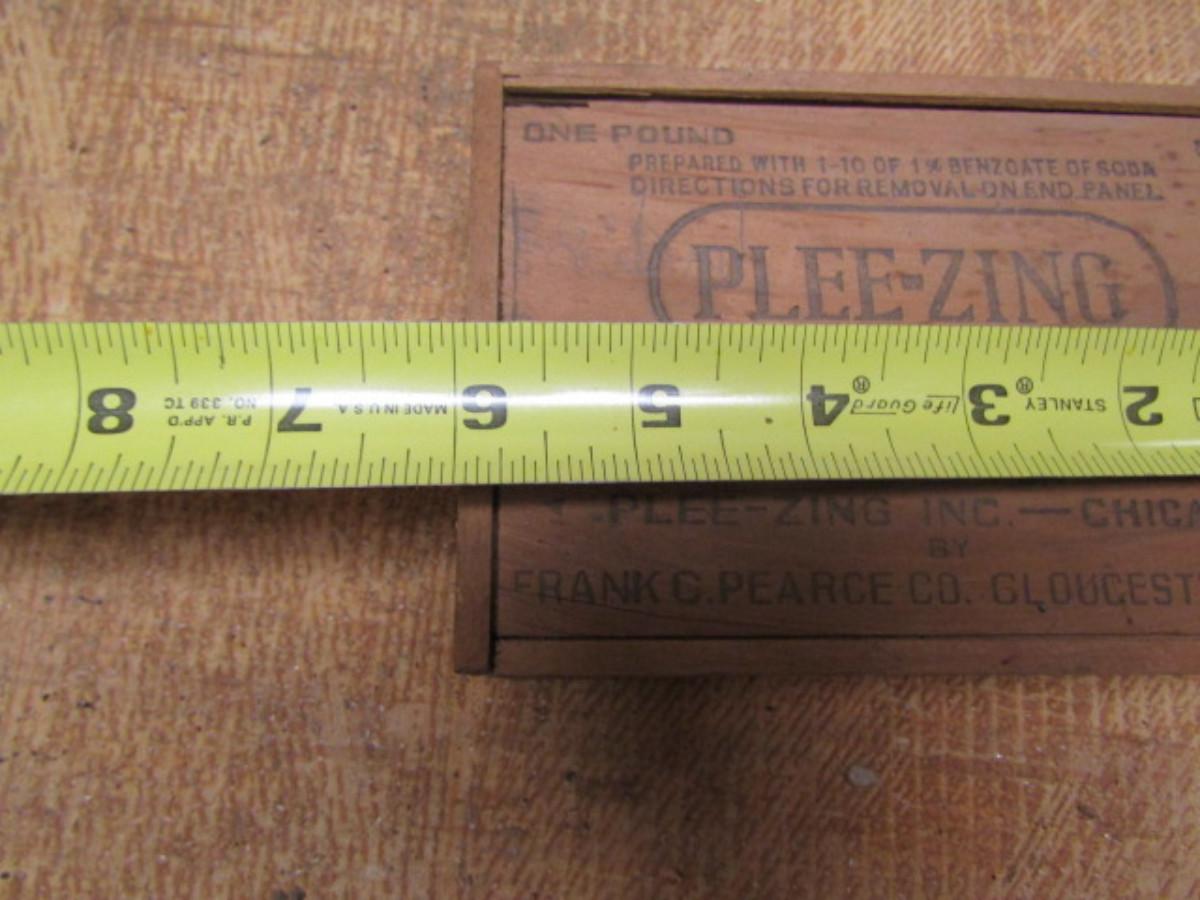 ONE POUND
PREPARED WITH 1-10 OF 1% BENZOATE OF SODA
DIRECTIONS FOR REMOVAL ON END PANEL
PLEE-ZING
2 STANLEY® 3 Life Guard® 4 5 6 MADE IN U S A 7 P.R. APP'D
NO. 339 TC 8
PLEE-ZING INC.—CHICA
BY
FRANK C. PEARCE CO. GLOUCEST